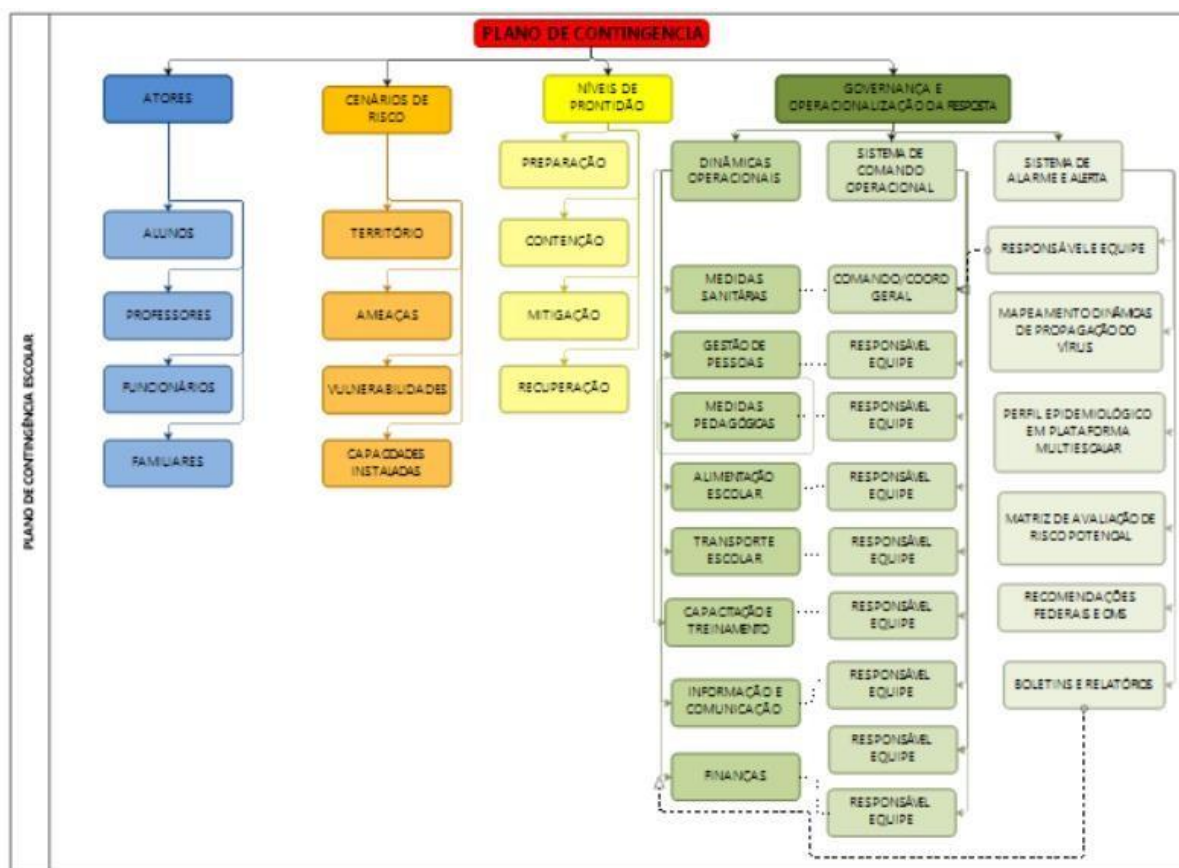 PLANO DE CONTINGÊNCIA ESCOLAR
PLANO DE CONTINGENCIA
ATORES
ALUNOS
PROFESSORES
FUNCIONÁRIOS
FAMILIARES
CENÁRIOS DE
RISCO
TERRITÓRIO
AMEAÇAS
VULNERABILIDADES
CAPACIDADES
INSTALADAS
NÍVEIS DE
PRONTIDÃO
PREPARAÇÃO
CONTENÇÃO
MITIGAÇÃO
RECUPERAÇÃO
GOVERNANÇA E
OPERACIONALIZAÇÃO DA RESPOSTA
DINÂMICAS
OPERACIONAIS
MEDIDAS
SANITÁRIAS
GESTÃO DE
PESSOAS
MEDIDAS
PEDAGÓGICAS
ALIMENTAÇÃO
ESCOLAR
TRANSPORTE
ESCOLAR
CAPACITAÇÃO E
TREINAMENTO
INFORMAÇÃO E
COMUNICAÇÃO
FINANÇAS
SISTEMA DE
COMANDO
OPERACIONAL
COMANDO/COORD
GERAL
RESPONSÁVEL
EQUIPE
RESPONSÁVEL
EQUIPE
RESPONSÁVEL
EQUIPE
RESPONSÁVEL
EQUIPE
RESPONSÁVEL
EQUIPE
RESPONSÁVEL
EQUIPE
RESPONSÁVEL
EQUIPE
RESPONSÁVEL
EQUIPE
SISTEMA DE
ALARME E ALERTA
RESPONSÁVEL E EQUIPE
MAPEAMENTO DINÂMICAS
DE PROPAGAÇÃO DO
VÍRUS
PERFIL EPIDEMIOLÓGICO
EM PLATAFORMA
MULTIESCALAR
MATRIZ DE AVALIAÇÃO DE
RISCO POTENCIAL
RECOMENDAÇÕES
FEDERAIS E OMS
BOLETINS E RELATÓRIOS